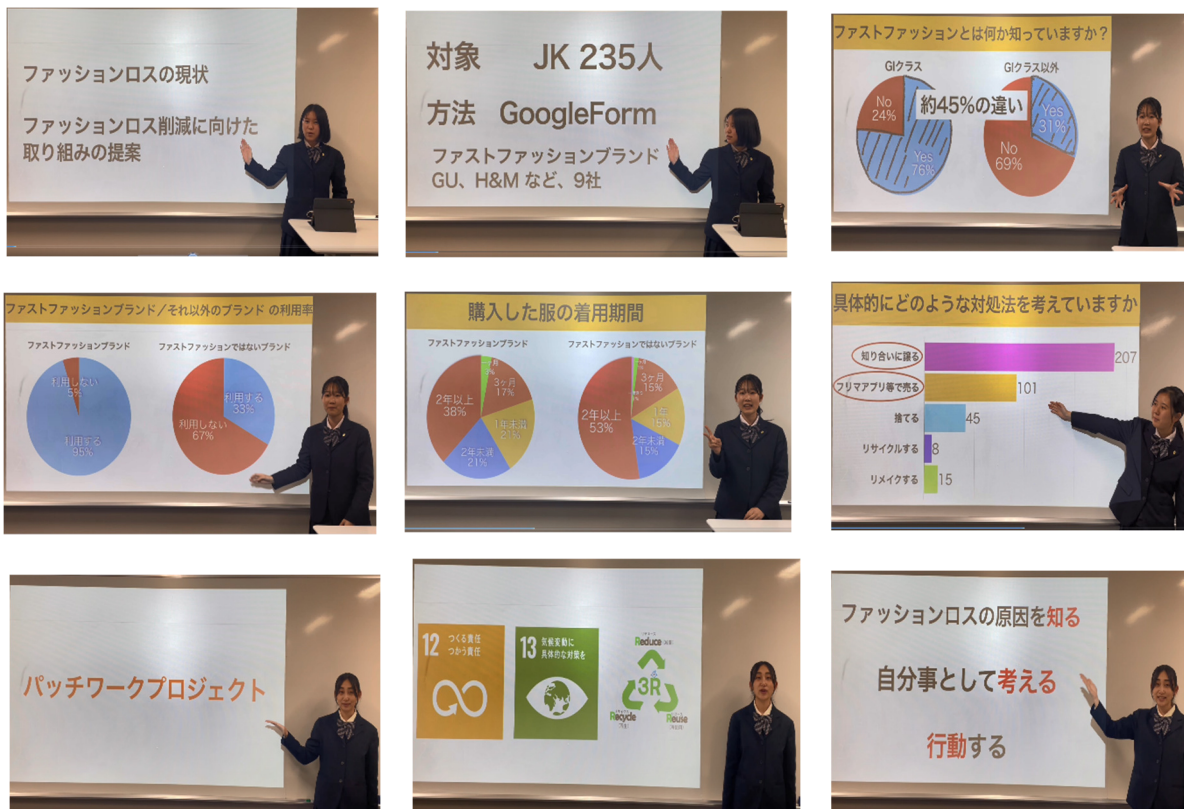 ファッションロスの現状
ファッションロス削減に向けた
取り組みの提案
対象 JK 235人
方法 GoogleForm
ファストファッションブランド
GU、H&M など、9社
ファストファッションとは何か知っていますか？
GIクラス
GIクラス以外
約45%の違い
No
24%
Yes
76%
Yes
31%
No
69%
ファストファッションブランド/それ以外のブランド の利用率
ファストファッションブランド
ファストファッションではないブランド
利用しない
5%
利用する
95%
利用する
33%
利用しない
67%
購入した服の着用期間
ファストファッションブランド
ファストファッションではないブランド
3ヶ月
17%
2年以上
38%
1年未満
21%
2年未満
21%
3ヶ月
15%
2年以上
53%
2年未満
15%
具体的にどのような対処法を考えていますか
知り合いに譲る
207
フリマアプリ等で売る
101
捨てる
45
リサイクルする
8
リメイクする
15
パッチワークプロジェクト
12 つくる責任
つかう責任
13 気候変動に
具体的な対策を
Reduce
3R
Recycle
Reuse
ファッションロスの原因を知る
自分事として考える
行動する